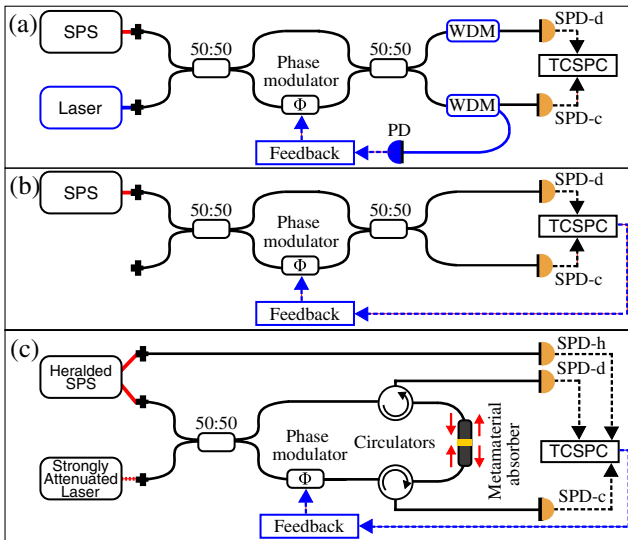 (a)
SPS
Laser
50:50
Phase
modulator
Φ
50:50
WDM
WDM
PD
Feedback
SPD-d
TCSPC
SPD-c
(b)
SPS
50:50
Phase
modulator
Φ
50:50
Feedback
SPD-d
TCSPC
SPD-c
(c)
Heralded
SPS
Strongly
Attenuated
Laser
50:50
Phase
modulator
Φ
Circulators
Metamaterial
absorber
Feedback
SPD-h
SPD-d
TCSPC
SPD-c